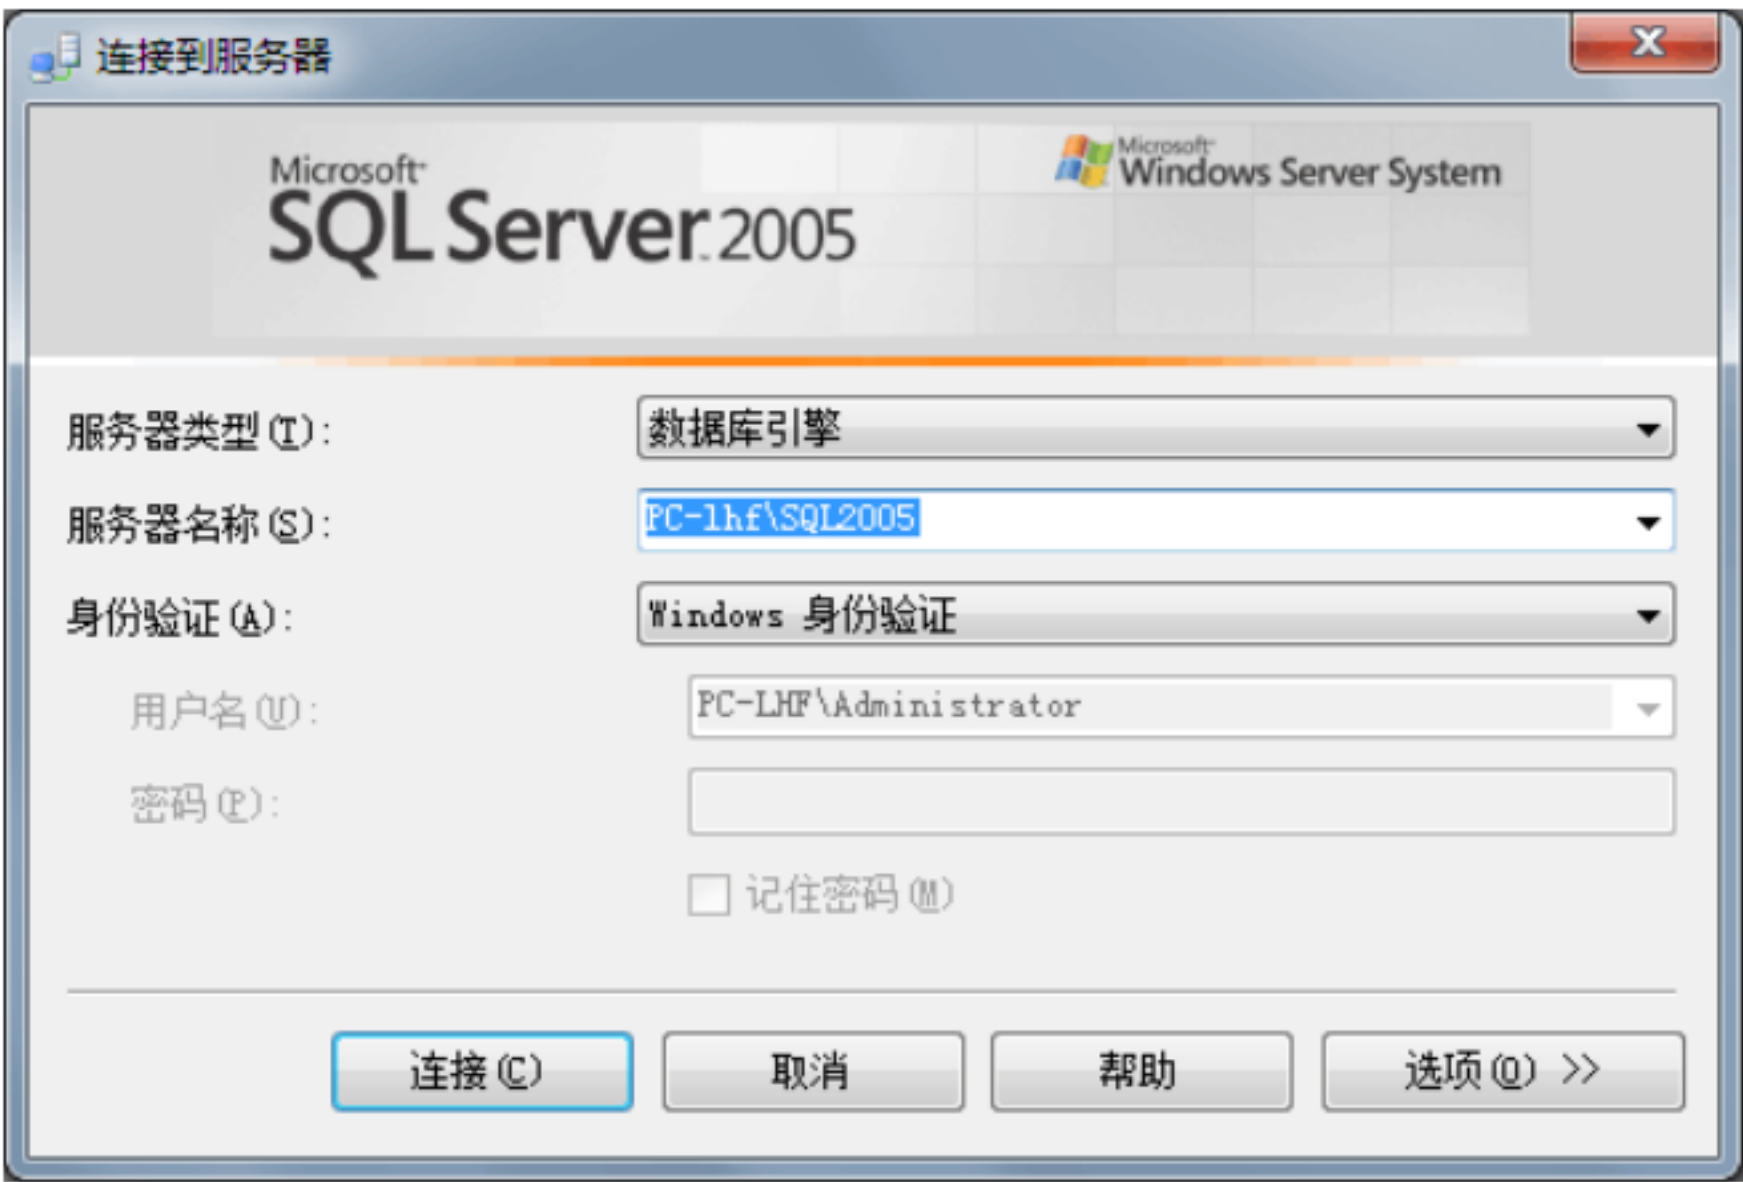 连接到服务器
Microsoft
SQL Server 2005
Microsoft
Windows Server System
服务器类型(T): 数据库引擎
服务器名称(S): PC-lhf\SQL2005
身份验证(A): Windows 身份验证
用户名(U): PC-LHF\Administrator
密码(P):
记住密码(M)
连接(C) 取消 帮助 选项(O) >>